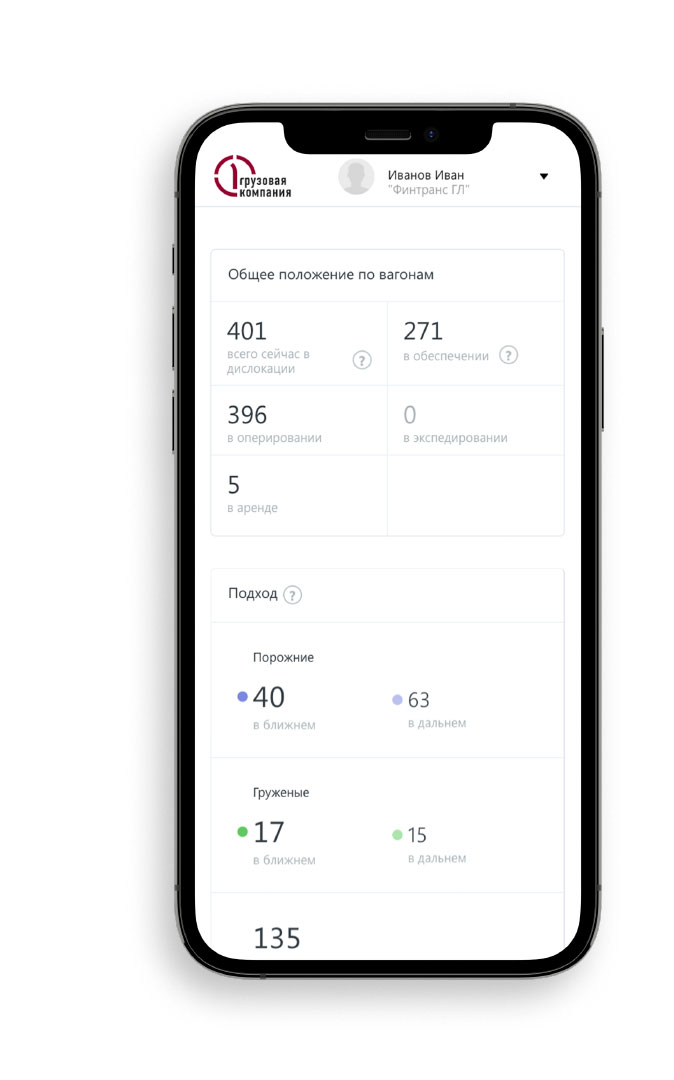 грузовая
компания
Иванов Иван
"Финтранс ГЛ"
Общее положение по вагонам
401
всего сейчас в
дислокации
?
271
в обеспечении
?
396
в оперировании
0
в экспедировании
5
в аренде
Подход ?
Порожние
40
в ближнем
63
в дальнем
Груженые
17
в ближнем
15
в дальнем
135